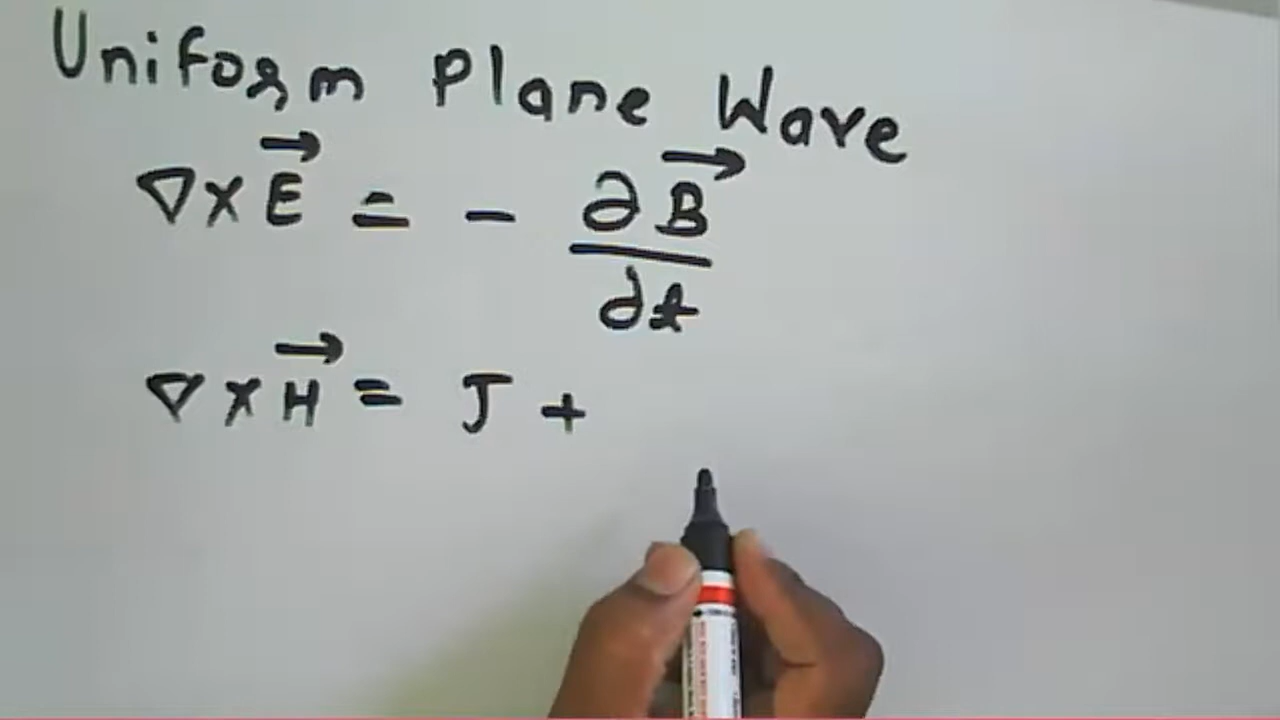 Uniform Plane Wave
∇×E⃗ = - ∂B⃗/∂t
∇×H⃗ = J +